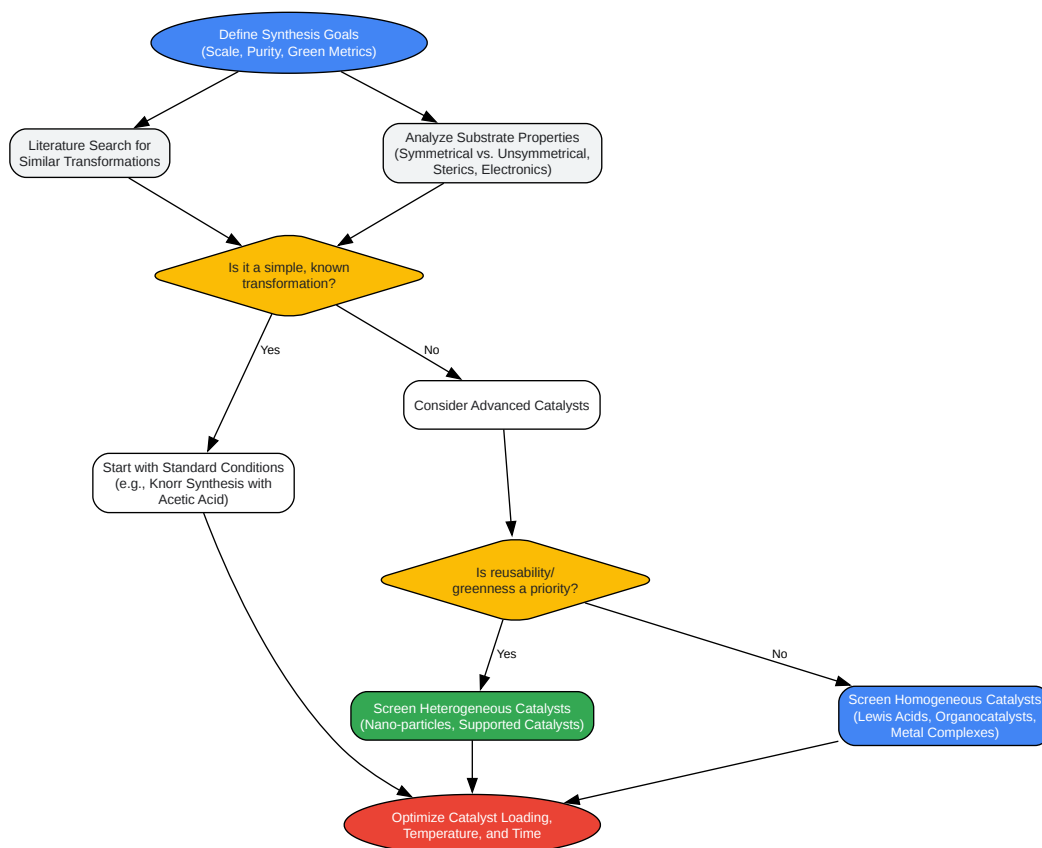 Define Synthesis Goals
(Scale, Purity, Green Metrics)
Literature Search for
Similar Transformations
Analyze Substrate Properties
(Symmetrical vs. Unsymmetrical,
Sterics, Electronics)
Is it a simple, known
transformation?
Yes
No
Consider Advanced Catalysts
Start with Standard Conditions
(e.g., Knorr Synthesis with
Acetic Acid)
Is reusability/
greenness a priority?
Yes
No
Screen Heterogeneous Catalysts
(Nano-particles, Supported Catalysts)
Screen Homogeneous Catalysts
(Lewis Acids, Organocatalysts,
Metal Complexes)
Optimize Catalyst Loading,
Temperature, and Time